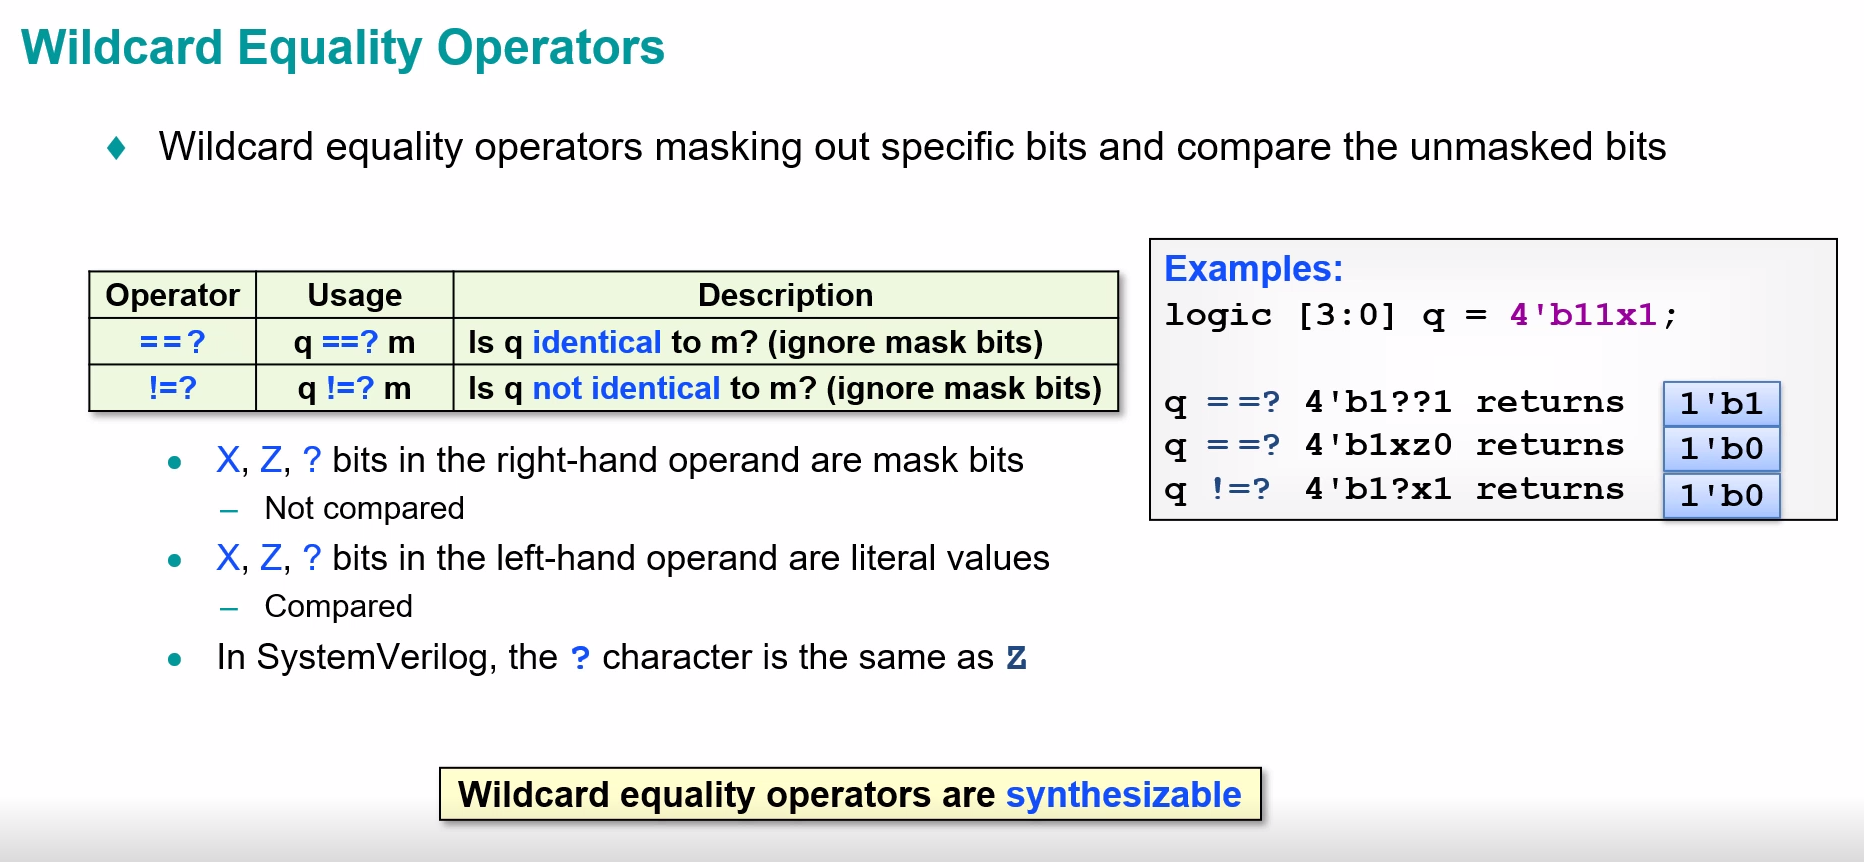 Wildcard Equality Operators
♦ Wildcard equality operators masking out specific bits and compare the unmasked bits
Operator Usage Description
==? q ==? m Is q identical to m? (ignore mask bits)
!=? q !=? m Is q not identical to m? (ignore mask bits)
• X, Z, ? bits in the right-hand operand are mask bits
– Not compared
• X, Z, ? bits in the left-hand operand are literal values
– Compared
• In SystemVerilog, the ? character is the same as Z
Examples:
logic [3:0] q = 4'b11x1;
q ==? 4'b1??1 returns 1'b1
q ==? 4'b1xz0 returns 1'b0
q !=? 4'b1?x1 returns 1'b0
Wildcard equality operators are synthesizable